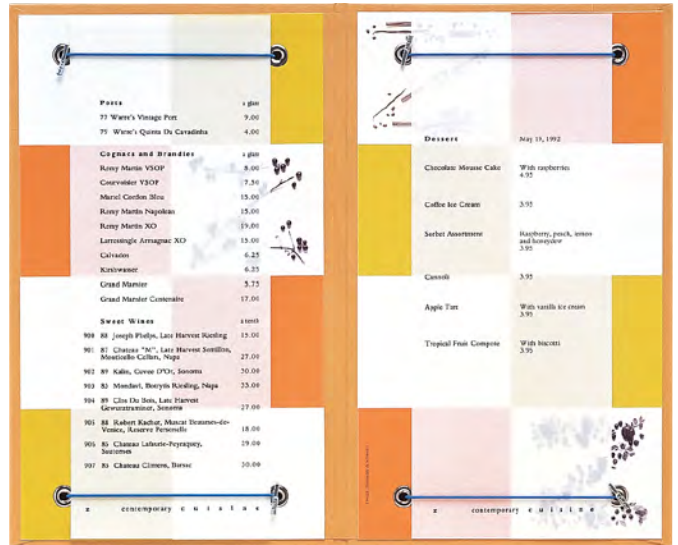 Ports a glass
77 Warre's Vintage Port 9.00
79 Warre's Quinta Da Cavadinha 4.00
Cognacs and Brandies a glass
Remy Martin VSOP 8.00
Courvoisier VSOP 7.50
Martel Cordon Bleu 15.00
Remy Martin Napolean 15.00
Remy Martin XO 19.00
Larressingle Armagnac XO 15.00
Calvados 6.25
Kirshwasser 6.25
Grand Marnier 5.75
Grand Marnier Centenaire 17.00
Sweet Wines
900 88 Joseph Phelps, Late Harvest Riesling 15.00
901 87 Chateau "M", Late Harvest Semillon,
Monticello Cellars, Napa 27.00
902 89 Kalin, Cuvee D'Or, Sonoma 30.00
903 83 Mondavi, Botrytis Riesling, Napa 23.00
904 89 Clos Du Bois, Late Harvest
Gewurztraminer, Sonoma 27.00
905 88 Robert Kacher, Muscat Beaumes-de-
Venice, Reserve Personelle 18.00
906 85 Chateau Lafaurie-Peyraguey,
Sauternes 29.00
907 83 Chateau Climens, Barsac 50.00
z contemporary cuisine
Dessert May 15, 1992
Chocolate Mousse Cake With raspberries
4.95
Coffee Ice Cream 3.95
Sorbet Assortment Raspberry, peach, lemon
and honeydew
3.95
Cannoli 3.95
Apple Tart With vanilla ice cream
3.95
Tropical Fruit Compose With biscotti
3.95
z contemporary cuisine